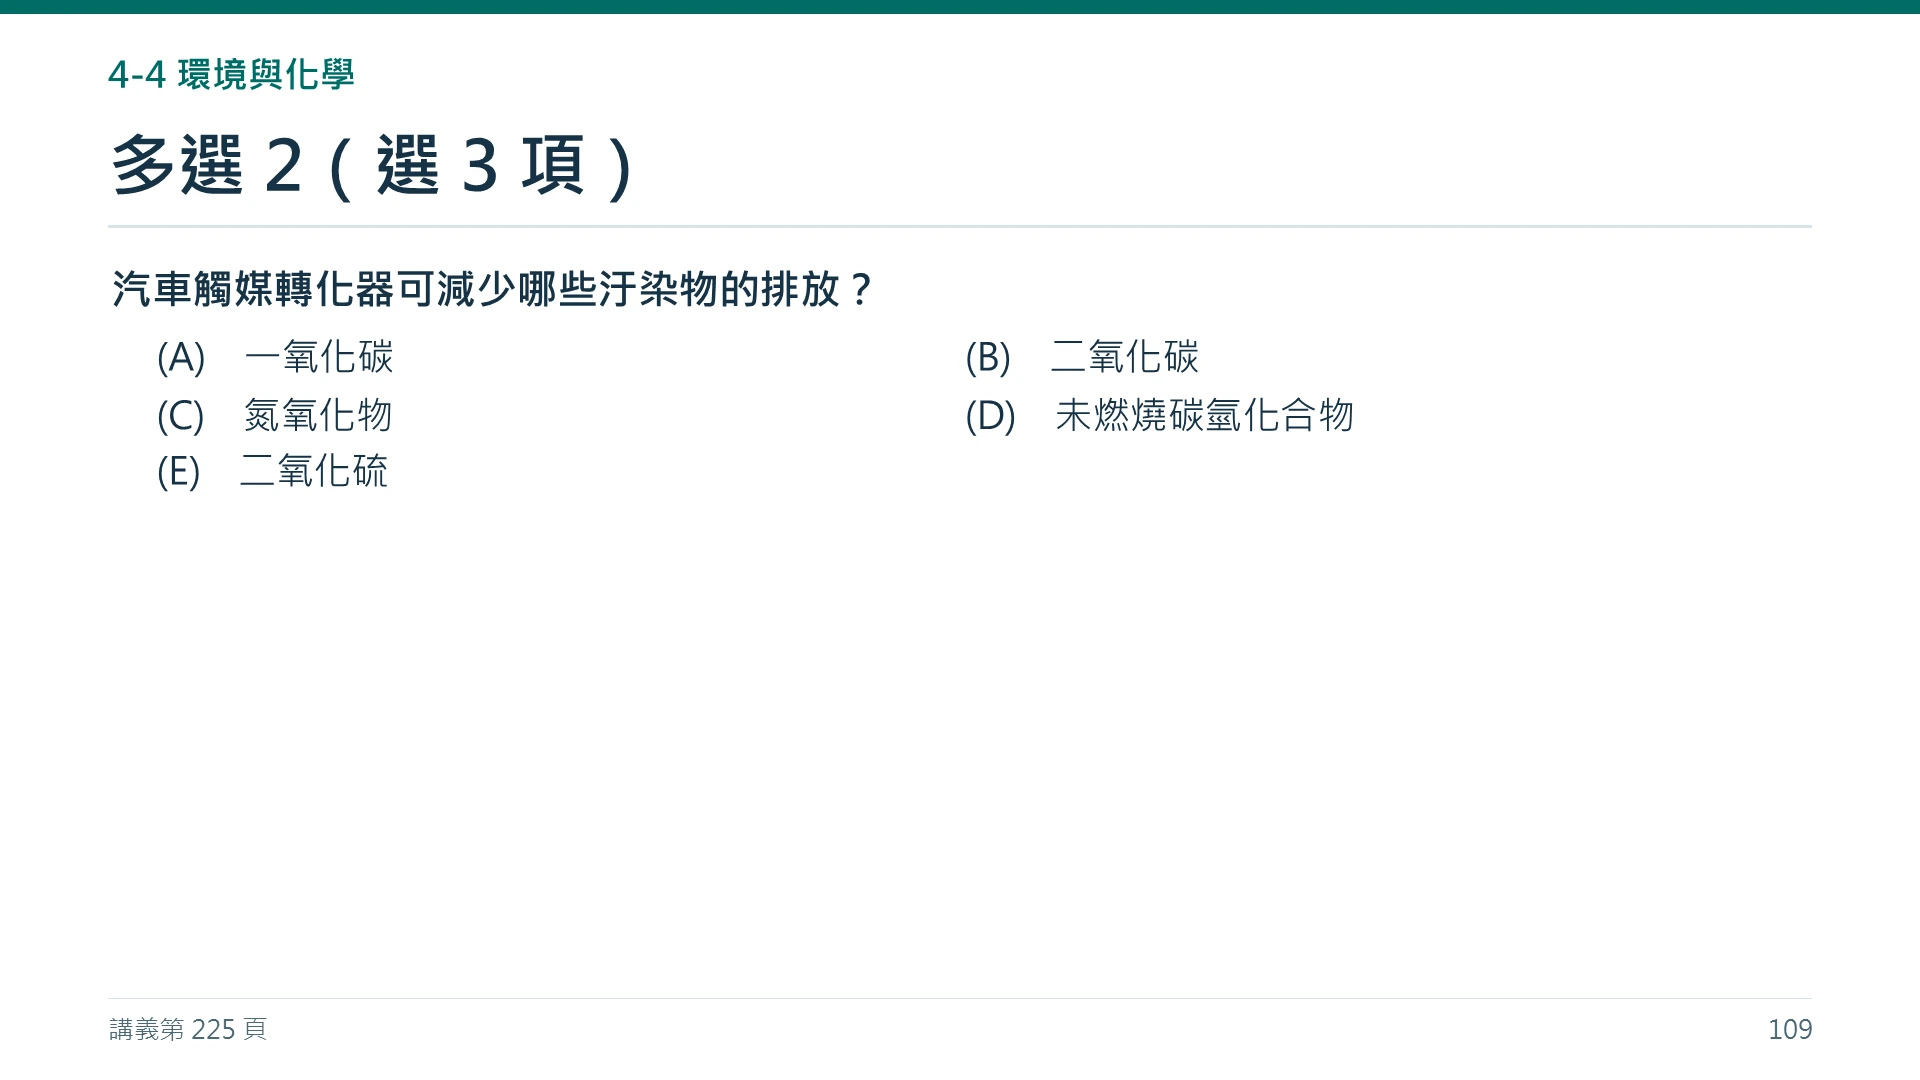 4-4 環境與化學
多選 2（選 3 項）
汽車觸媒轉化器可減少哪些汙染物的排放？
(A) 一氧化碳
(B) 二氧化碳
(C) 氮氧化物
(D) 未燃燒碳氫化合物
(E) 二氧化硫
講義第 225 頁
109